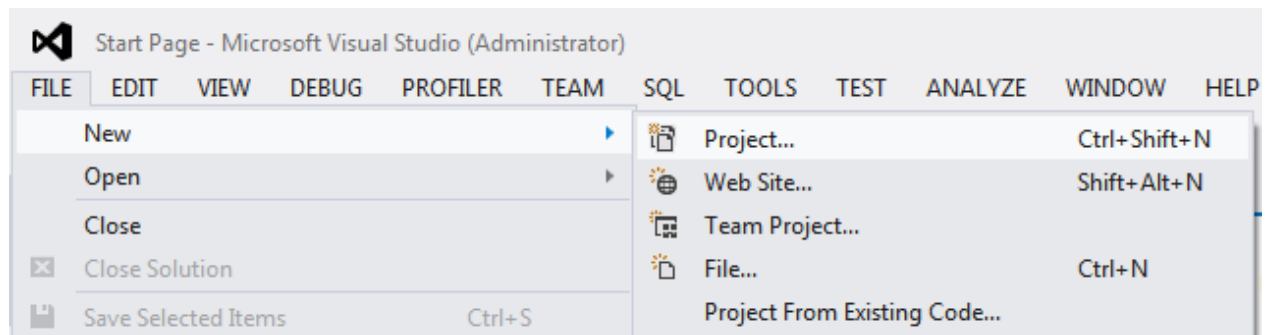 Start Page - Microsoft Visual Studio (Administrator)
FILE EDIT VIEW DEBUG PROFILER TEAM SQL TOOLS TEST ANALYZE WINDOW HELP
New
Open
Close
Close Solution
Save Selected Items Ctrl+S
Project... Ctrl+Shift+N
Web Site... Shift+Alt+N
Team Project...
File... Ctrl+N
Project From Existing Code...